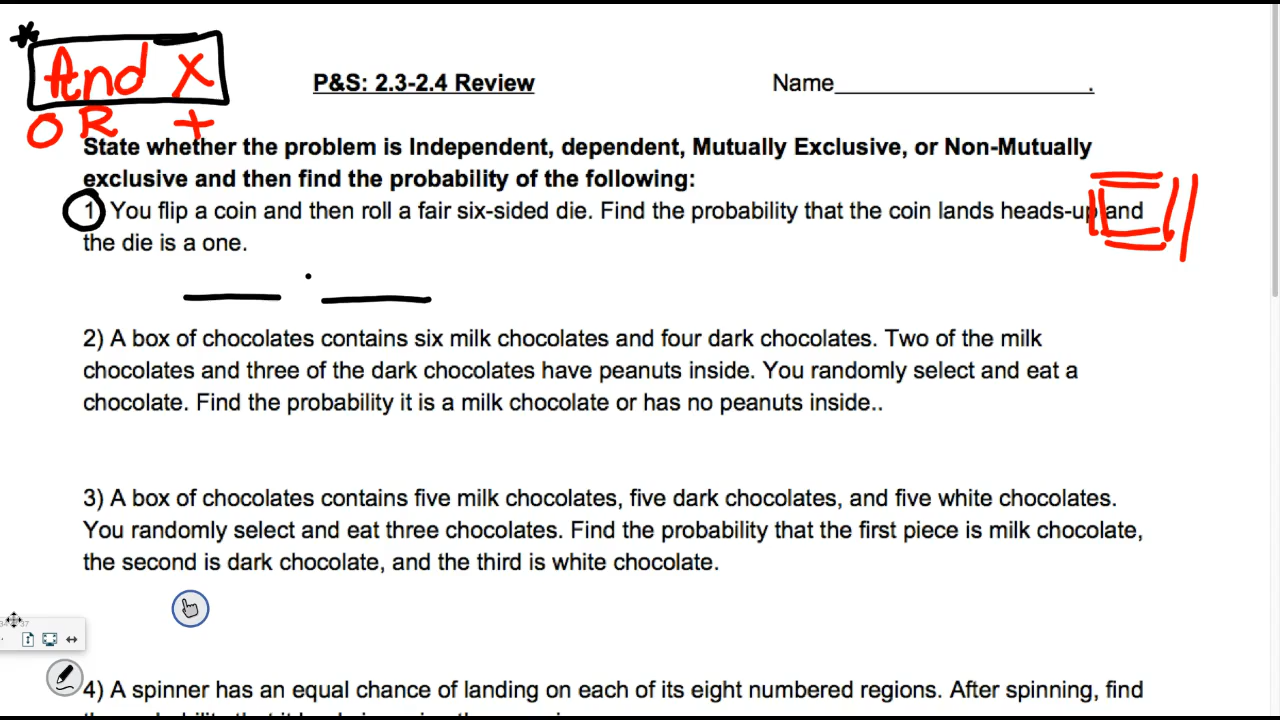 And X
OR +
P&S: 2.3-2.4 Review
Name____________________.
State whether the problem is Independent, dependent, Mutually Exclusive, or Non-Mutually
exclusive and then find the probability of the following:
1) You flip a coin and then roll a fair six-sided die. Find the probability that the coin lands heads-up and
the die is a one.
2) A box of chocolates contains six milk chocolates and four dark chocolates. Two of the milk
chocolates and three of the dark chocolates have peanuts inside. You randomly select and eat a
chocolate. Find the probability it is a milk chocolate or has no peanuts inside..
3) A box of chocolates contains five milk chocolates, five dark chocolates, and five white chocolates.
You randomly select and eat three chocolates. Find the probability that the first piece is milk chocolate,
the second is dark chocolate, and the third is white chocolate.
4) A spinner has an equal chance of landing on each of its eight numbered regions. After spinning, find